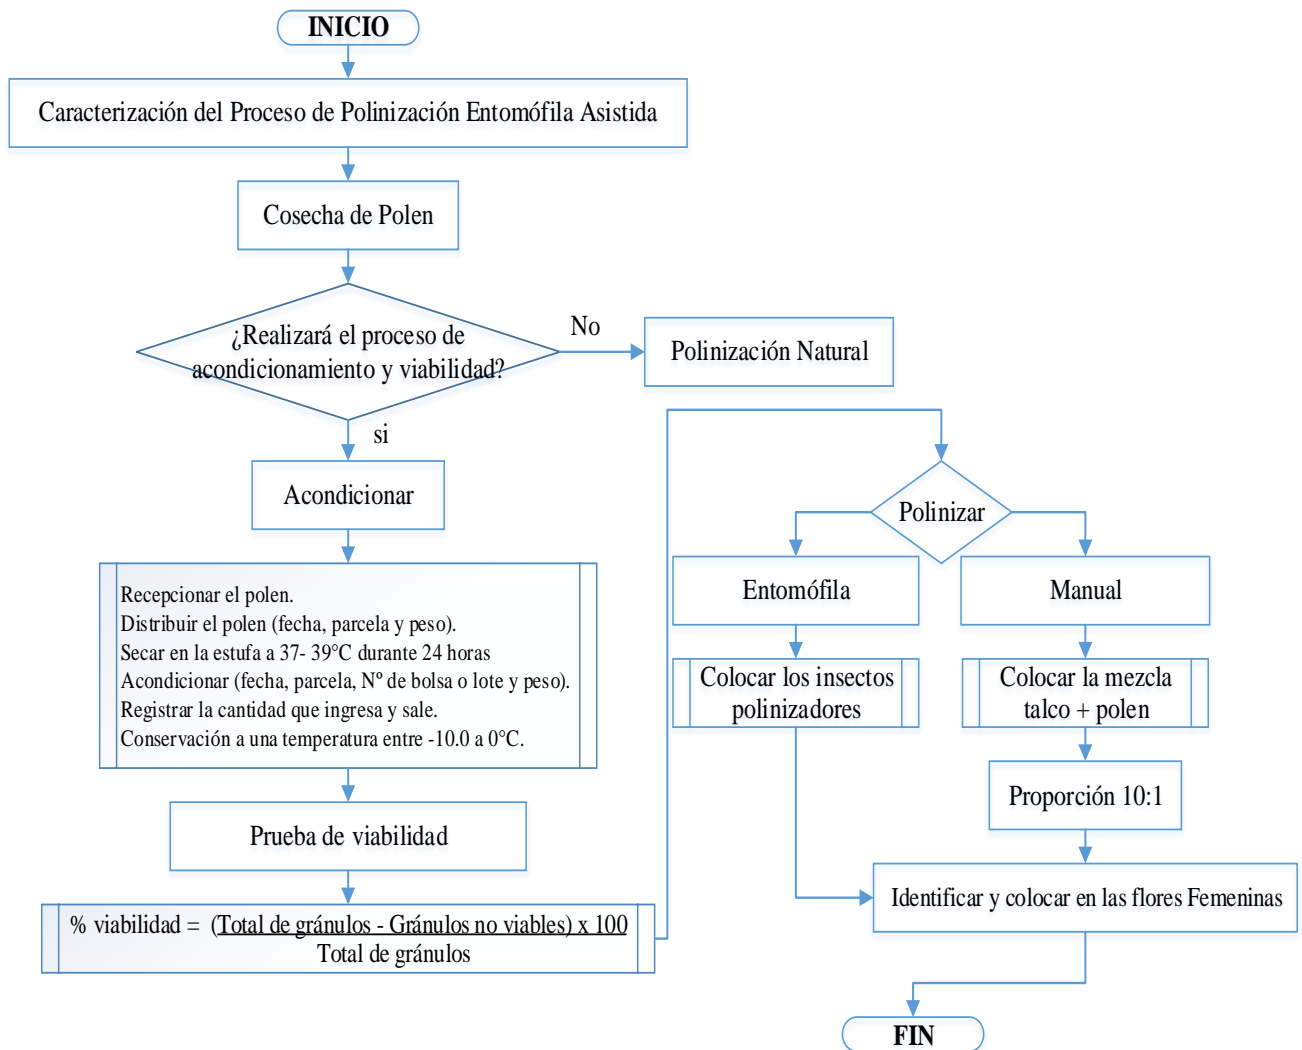 INICIO
Caracterización del Proceso de Polinización Entomófila Asistida
Cosecha de Polen
¿Realizará el proceso de
acondicionamiento y viabilidad?
No
Polinización Natural
si
Acondicionar
Recepcionar el polen.
Distribuir el polen (fecha, parcela y peso).
Secar en la estufa a 37- 39°C durante 24 horas
Acondicionar (fecha, parcela, Nº de bolsa o lote y peso).
Registrar la cantidad que ingresa y sale.
Conservación a una temperatura entre -10.0 a 0°C.
Prueba de viabilidad
% viabilidad = (Total de gránulos - Gránulos no viables) x 100
Total de gránulos
Polinizar
Entomófila
Colocar los insectos
polinizadores
Manual
Colocar la mezcla
talco + polen
Proporción 10:1
Identificar y colocar en las flores Femeninas
FIN